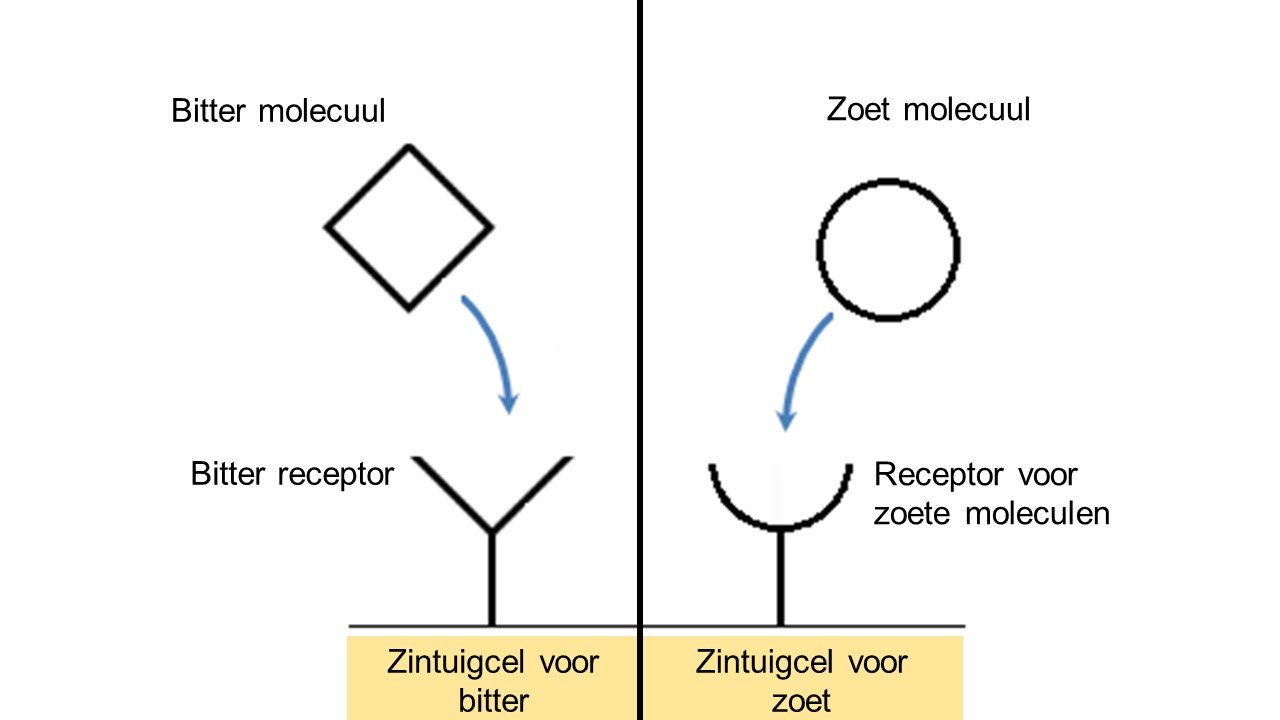 Bitter molecuul
Zoet molecuul
Bitter receptor
Receptor voor
zoete moleculen
Zintuigcel voor
bitter
Zintuigcel voor
zoet